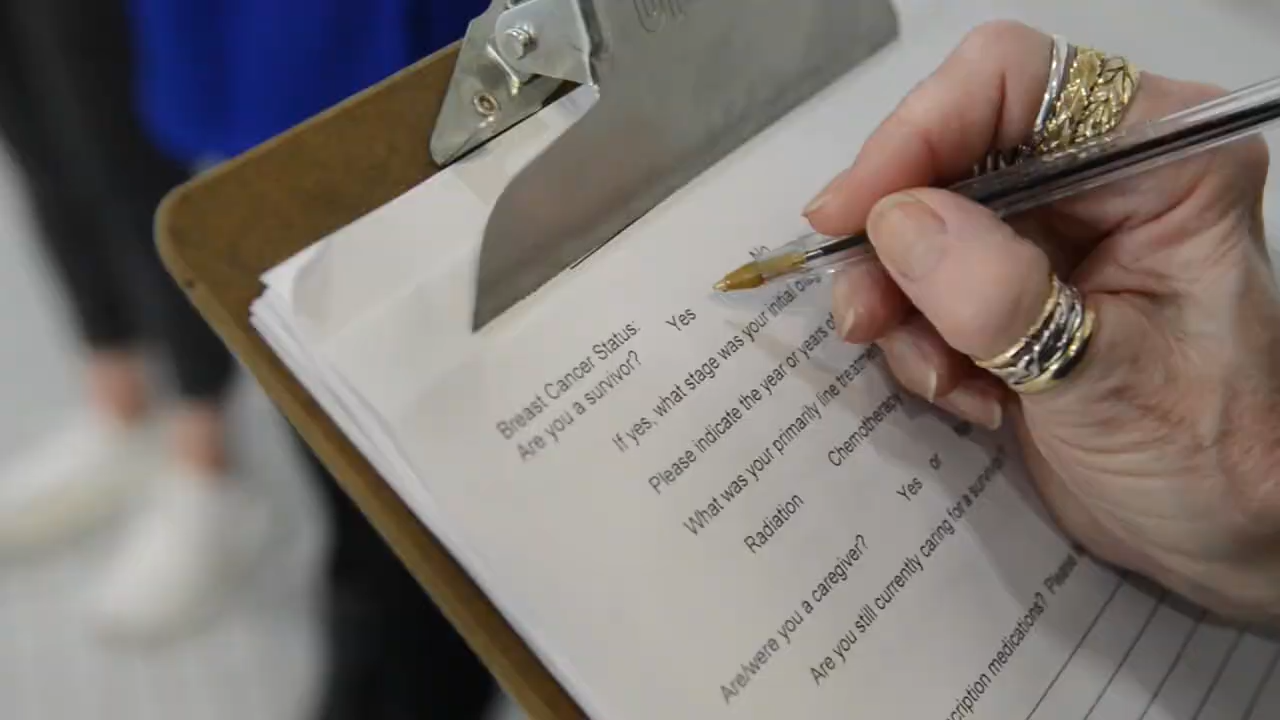 Breast Cancer Status:
Are you a survivor? Yes No
If yes, what stage was your initial
Please indicate the year or years of
What was your primarily line
Radiation Chemotherapy
Are/were you a caregiver? Yes or
Are you still currently caring for a survivor?
medications? Please